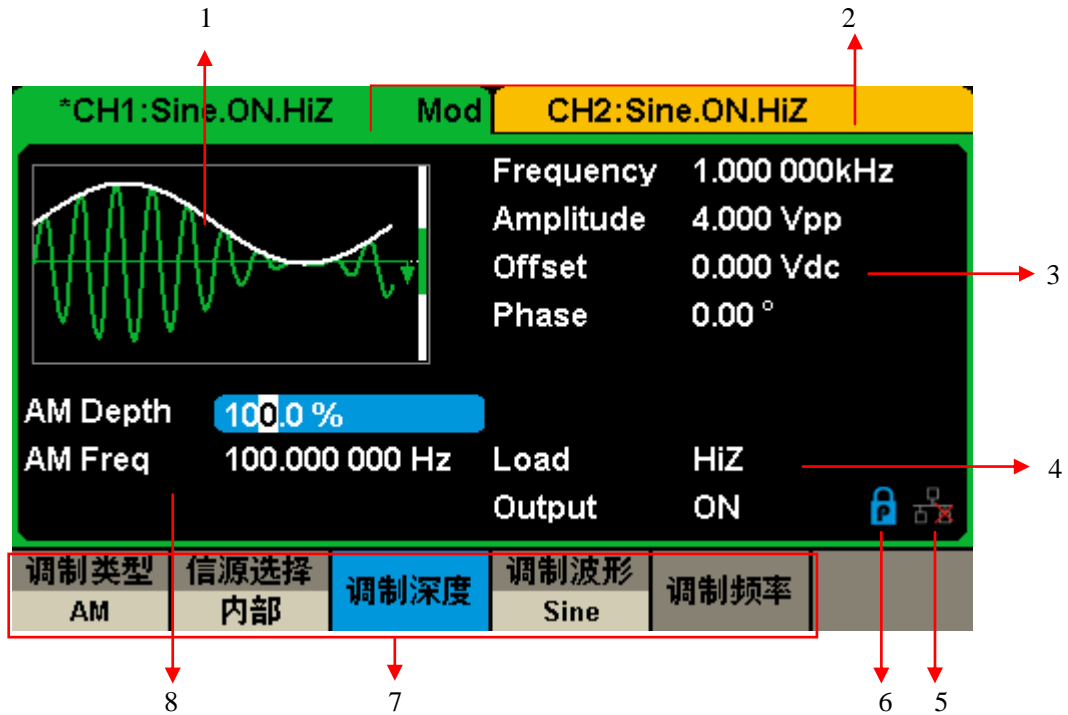 1
2
*CH1:Sine.ON.HiZ Mod
CH2:Sine.ON.HiZ
Frequency 1.000 000kHz
Amplitude 4.000 Vpp
Offset 0.000 Vdc
3
Phase 0.00 °
AM Depth 100.0 %
AM Freq 100.000 000 Hz
Load HiZ
4
Output ON
P
调制类型
AM
信源选择
内部
调制深度
调制波形
Sine
调制频率
8
7
6
5